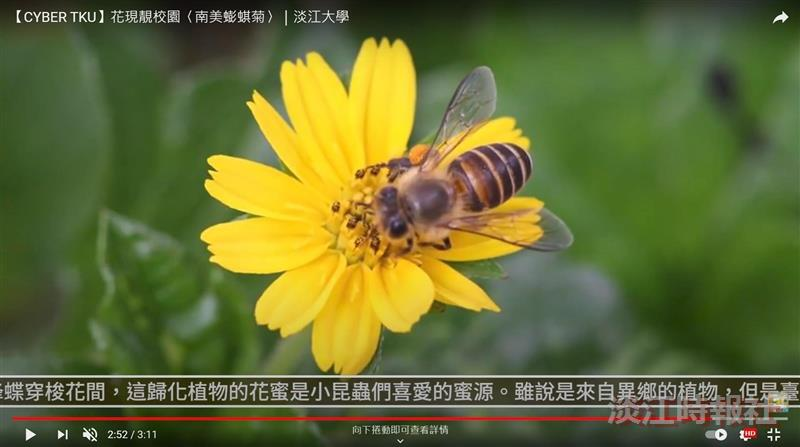 【CYBER TKU】花現靚校園〈南美蟛蜞菊〉｜淡江大學
蝶穿梭花間，這歸化植物的花蜜是小昆蟲們喜愛的蜜源。雖說是來自異鄉的植物，但是臺
淡江時報社
2:52 / 3:11
向下捲動即可查看詳情
HD